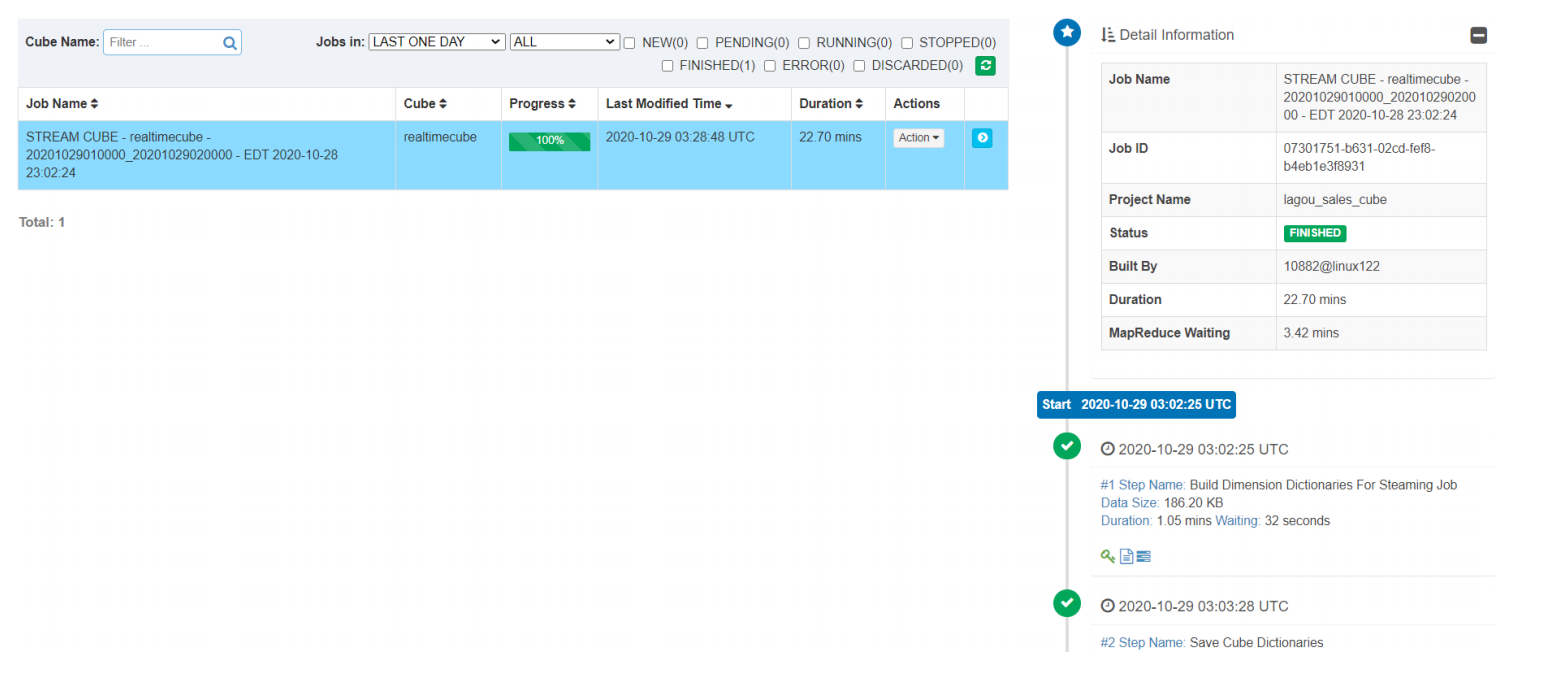 Cube Name: Filter ...
Jobs in: LAST ONE DAY ALL NEW(0) PENDING(0) RUNNING(0) STOPPED(0)
FINISHED(1) ERROR(0) DISCARDED(0)
Job Name Cube Progress Last Modified Time Duration Actions
STREAM CUBE - realtimecube - realtimecube 100% 2020-10-29 03:28:48 UTC 22.70 mins Action
20201029010000_20201029020000 - EDT 2020-10-28
23:02:24
Total: 1
Detail Information
Job Name STREAM CUBE - realtimecube -
20201029010000_202010290200
00 - EDT 2020-10-28 23:02:24
Job ID 07301751-b631-02cd-fef8-
b4eb1e3f8931
Project Name lagou_sales_cube
Status FINISHED
Built By 10882@linux122
Duration 22.70 mins
MapReduce Waiting 3.42 mins
Start 2020-10-29 03:02:25 UTC
2020-10-29 03:02:25 UTC
#1 Step Name: Build Dimension Dictionaries For Steaming Job
Data Size: 186.20 KB
Duration: 1.05 mins Waiting: 32 seconds
2020-10-29 03:03:28 UTC
#2 Step Name: Save Cube Dictionaries